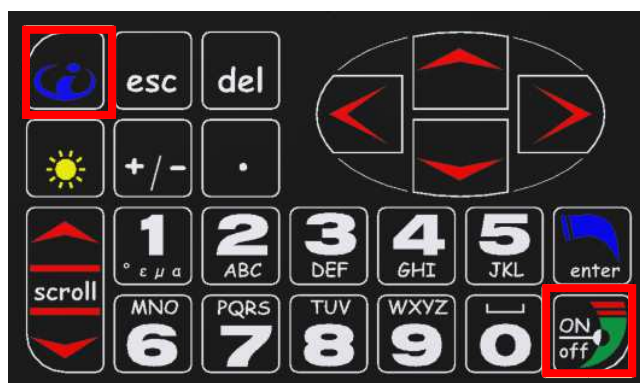 i
esc
del
+/-
.
1
° ε μ α
2
ABC
3
DEF
4
GHI
5
JKL
enter
scroll
MNO
6
PQRS
7
TUV
8
WXYZ
9
0
ON
off